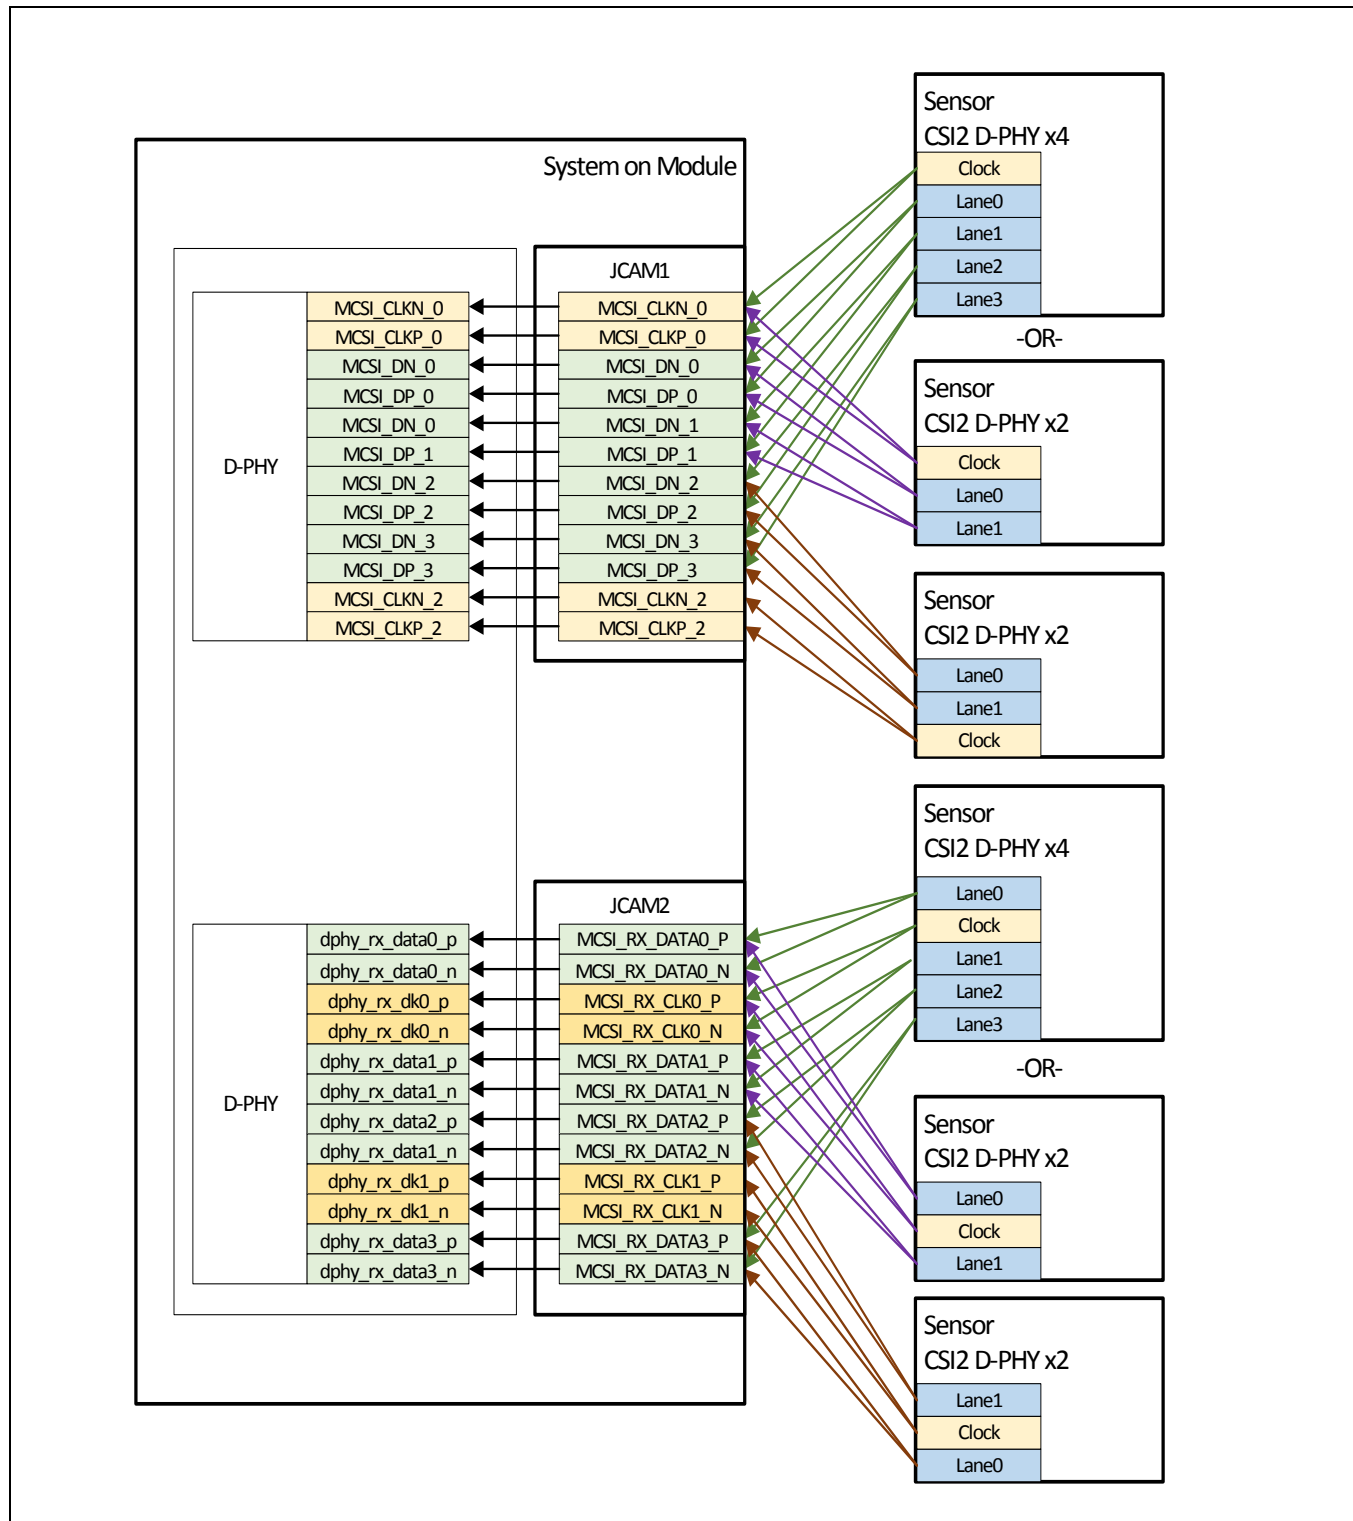 System on Module
D-PHY
MCSI_CLKN_0
MCSI_CLKP_0
MCSI_DN_0
MCSI_DP_0
MCSI_DN_0
MCSI_DP_1
MCSI_DN_2
MCSI_DP_2
MCSI_DN_3
MCSI_DP_3
MCSI_CLKN_2
MCSI_CLKP_2
JCAM1
MCSI_CLKN_0
MCSI_CLKP_0
MCSI_DN_0
MCSI_DP_0
MCSI_DN_1
MCSI_DP_1
MCSI_DN_2
MCSI_DP_2
MCSI_DN_3
MCSI_DP_3
MCSI_CLKN_2
MCSI_CLKP_2
Sensor
CSI2 D-PHY x4
Clock
Lane0
Lane1
Lane2
Lane3
-OR-
Sensor
CSI2 D-PHY x2
Clock
Lane0
Lane1
Sensor
CSI2 D-PHY x2
Lane0
Lane1
Clock
D-PHY
dphy_rx_data0_p
dphy_rx_data0_n
dphy_rx_dk0_p
dphy_rx_dk0_n
dphy_rx_data1_p
dphy_rx_data1_n
dphy_rx_data2_p
dphy_rx_data1_n
dphy_rx_dk1_p
dphy_rx_dk1_n
dphy_rx_data3_p
dphy_rx_data3_n
JCAM2
MCSI_RX_DATA0_P
MCSI_RX_DATA0_N
MCSI_RX_CLK0_P
MCSI_RX_CLK0_N
MCSI_RX_DATA1_P
MCSI_RX_DATA1_N
MCSI_RX_DATA2_P
MCSI_RX_DATA2_N
MCSI_RX_CLK1_P
MCSI_RX_CLK1_N
MCSI_RX_DATA3_P
MCSI_RX_DATA3_N
Sensor
CSI2 D-PHY x4
Lane0
Clock
Lane1
Lane2
Lane3
-OR-
Sensor
CSI2 D-PHY x2
Lane0
Clock
Lane1
Sensor
CSI2 D-PHY x2
Lane1
Clock
Lane0